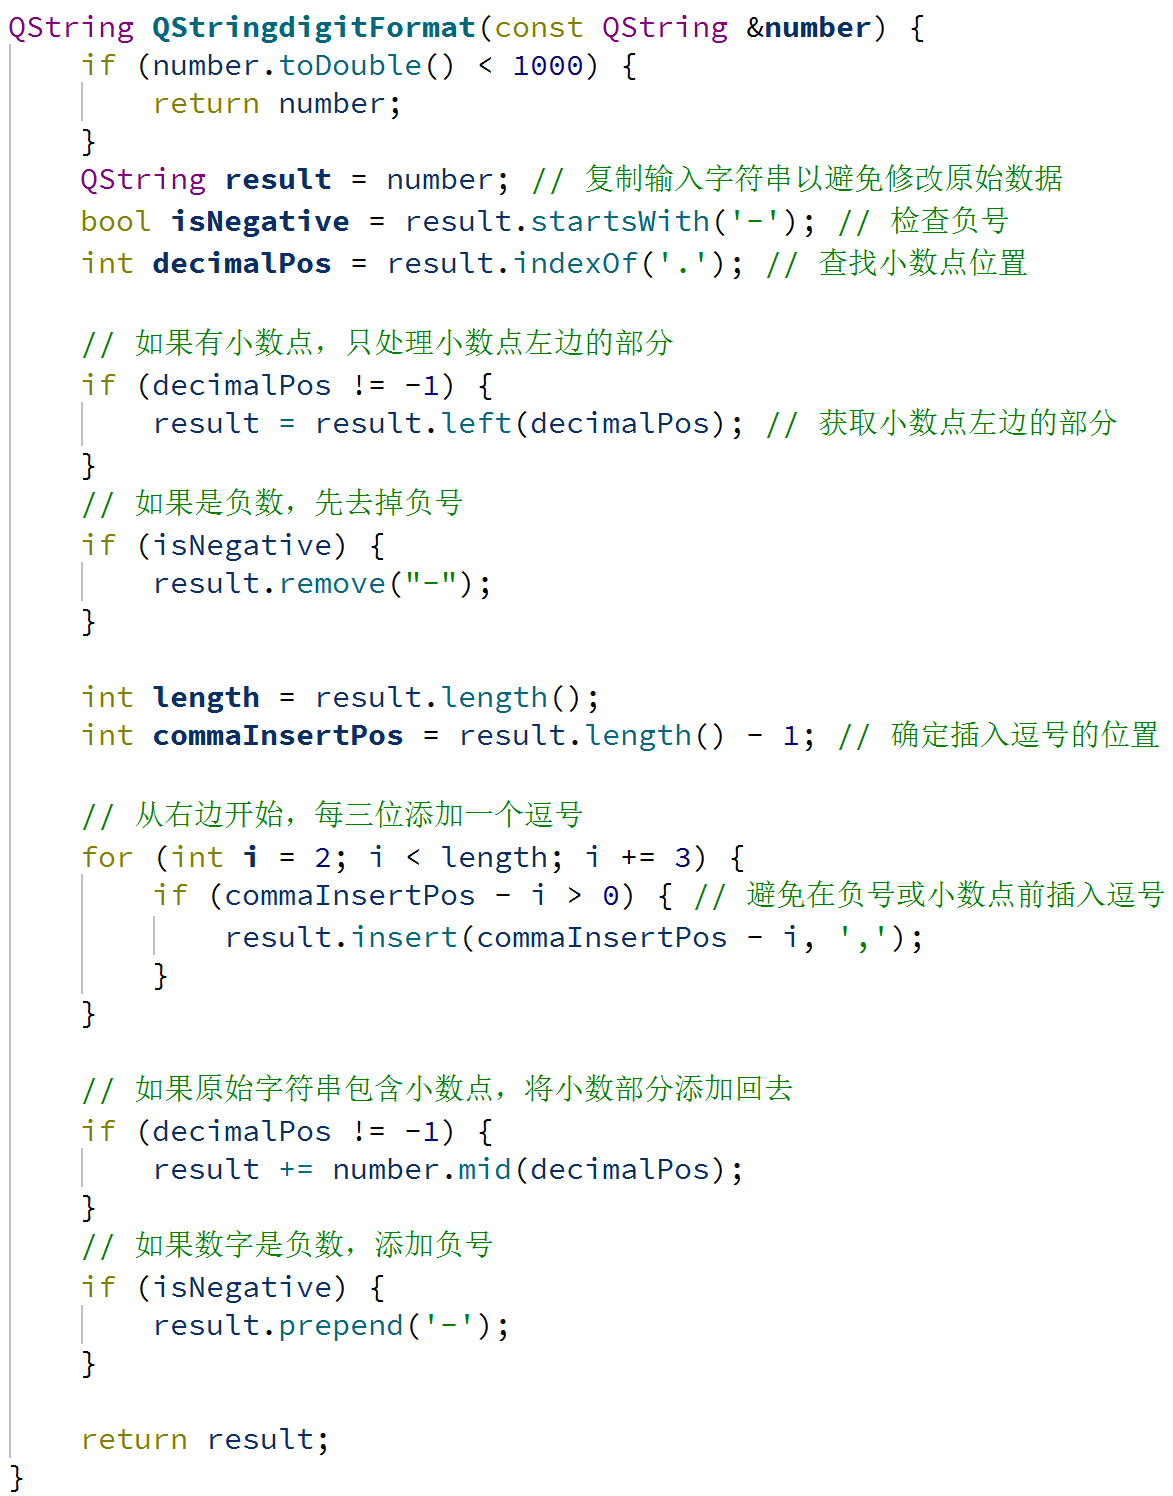 QString QStringdigitFormat(const QString &number) {
    if (number.toDouble() < 1000) {
        return number;
    }
    QString result = number; // 复制输入字符串以避免修改原始数据
    bool isNegative = result.startsWith('-'); // 检查负号
    int decimalPos = result.indexOf('.'); // 查找小数点位置

    // 如果有小数点，只处理小数点左边的部分
    if (decimalPos != -1) {
        result = result.left(decimalPos); // 获取小数点左边的部分
    }
    // 如果是负数，先去掉负号
    if (isNegative) {
        result.remove("-");
    }

    int length = result.length();
    int commaInsertPos = result.length() - 1; // 确定插入逗号的位置

    // 从右边开始，每三位添加一个逗号
    for (int i = 2; i < length; i += 3) {
        if (commaInsertPos - i > 0) { // 避免在负号或小数点前插入逗号
            result.insert(commaInsertPos - i, ',');
        }
    }

    // 如果原始字符串包含小数点，将小数部分添加回去
    if (decimalPos != -1) {
        result += number.mid(decimalPos);
    }
    // 如果数字是负数，添加负号
    if (isNegative) {
        result.prepend('-');
    }

    return result;
}